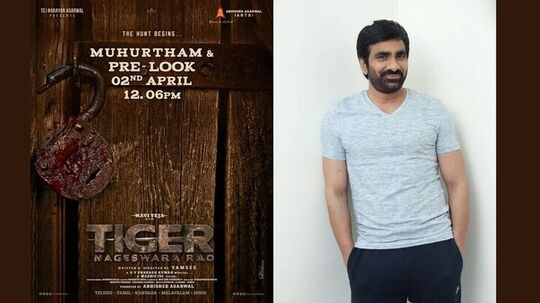 TEJ NARAYAN AGARWAL
PRESENTS
ABHISHEK AGARWAL
ARTS
THE HUNT BEGINS...
MUHURTHAM &
PRE-LOOK
02ND APRIL
12.06PM
RAVI TEJA
TIGER
NAGESWARA RAO
WRITTEN & DIRECTED BY VAMSEE
PRODUCED BY ABHISHEK AGARWAL
TELUGU - TAMIL - KANNADA - MALAYALAM - HINDI